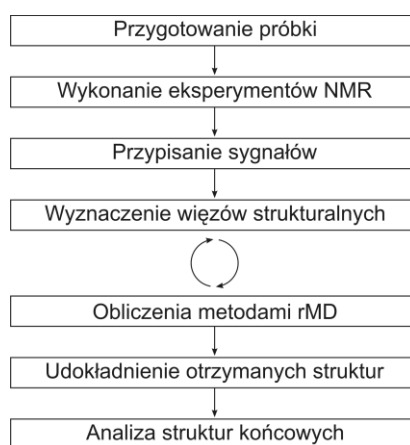 Przygotowanie próbki
Wykonanie eksperymentów NMR
Przypisanie sygnałów
Wyznaczenie więzów strukturalnych
Obliczenia metodami rMD
Udokładnienie otrzymanych struktur
Analiza struktur końcowych